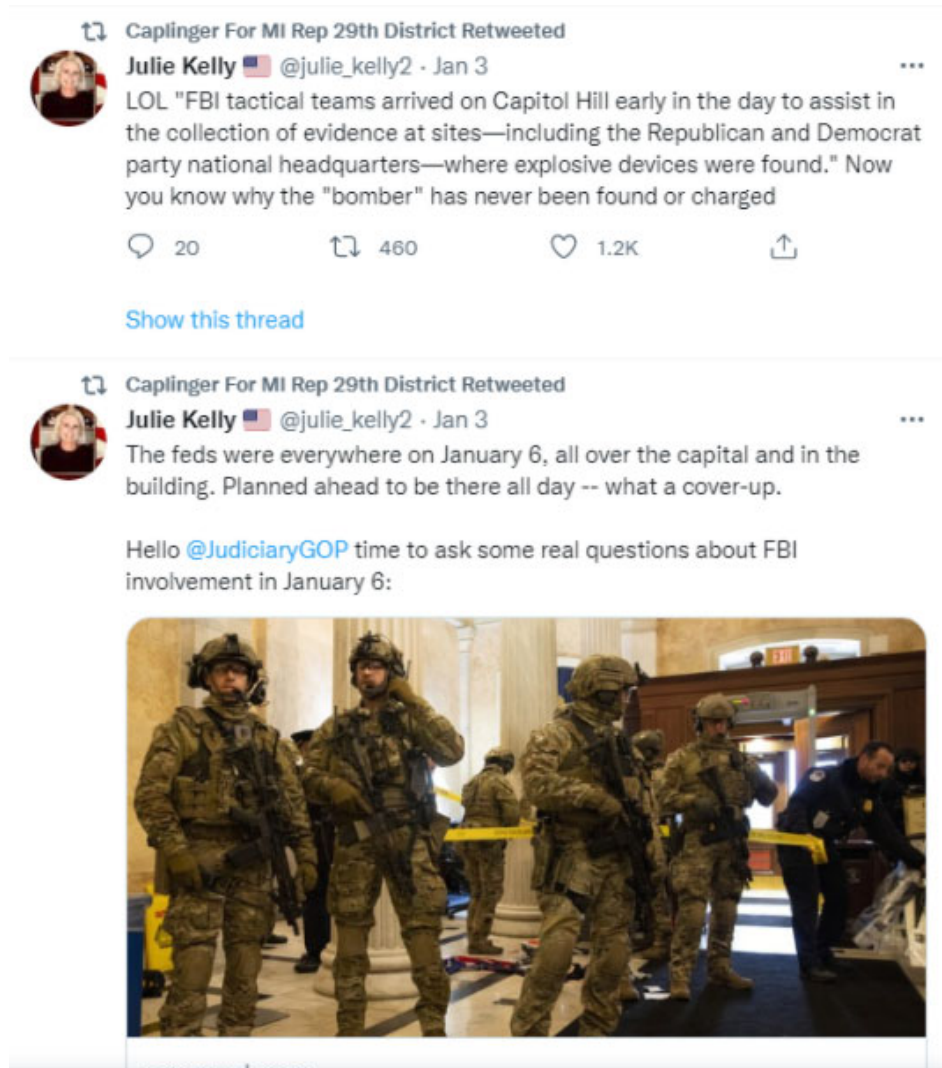 Caplinger For MI Rep 29th District Retweeted
Julie Kelly @julie_kelly2 · Jan 3
LOL "FBI tactical teams arrived on Capitol Hill early in the day to assist in
the collection of evidence at sites—including the Republican and Democrat
party national headquarters—where explosive devices were found." Now
you know why the "bomber" has never been found or charged
20 460 1.2K
Show this thread
Caplinger For MI Rep 29th District Retweeted
Julie Kelly @julie_kelly2 · Jan 3
The feds were everywhere on January 6, all over the capital and in the
building. Planned ahead to be there all day -- what a cover-up.
Hello @JudiciaryGOP time to ask some real questions about FBI
involvement in January 6: